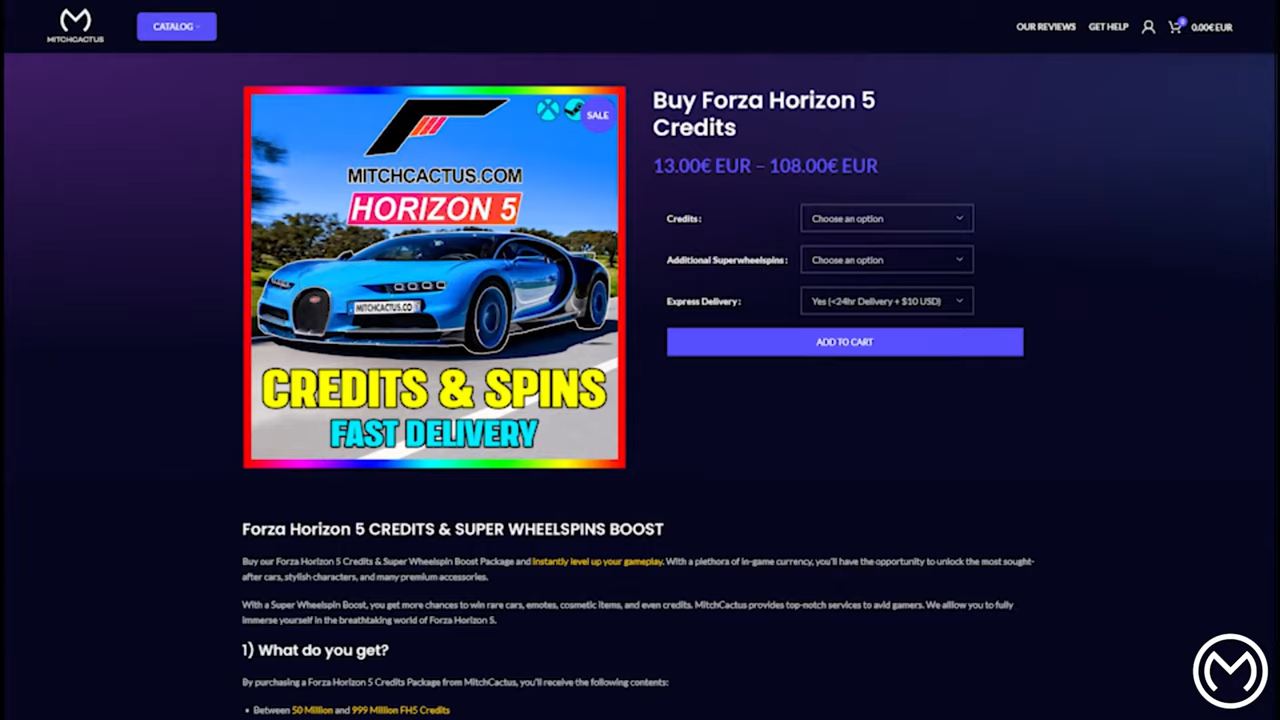 MITCHCACTUS
CATALOG
OUR REVIEWS
GET HELP
0
0.00€ EUR
SALE
MITCHCACTUS.COM
HORIZON 5
MITCHCACTUS.CO
CREDITS & SPINS
FAST DELIVERY
Buy Forza Horizon 5
Credits
13.00€ EUR – 108.00€ EUR
Credits :
Choose an option
Additional Superwheelspins :
Choose an option
Express Delivery :
Yes (<24hr Delivery + $10 USD)
ADD TO CART
Forza Horizon 5 CREDITS & SUPER WHEELSPINS BOOST
Buy our Forza Horizon 5 Credits & Super Wheelspin Boost Package and instantly level up your gameplay. With a plethora of in-game currency, you'll have the opportunity to unlock the most sought-
after cars, stylish characters, and many premium accessories.
With a Super Wheelspin Boost, you get more chances to win rare cars, emotes, cosmetic items, and even credits. MitchCactus provides top-notch services to avid gamers. We alllow you to fully
immerse yourself in the breathtaking world of Forza Horizon 5.
1) What do you get?
By purchasing a Forza Horizon 5 Credits Package from MitchCactus, you'll receive the following contents:
• Between 50 Million and 999 Million FH5 Credits